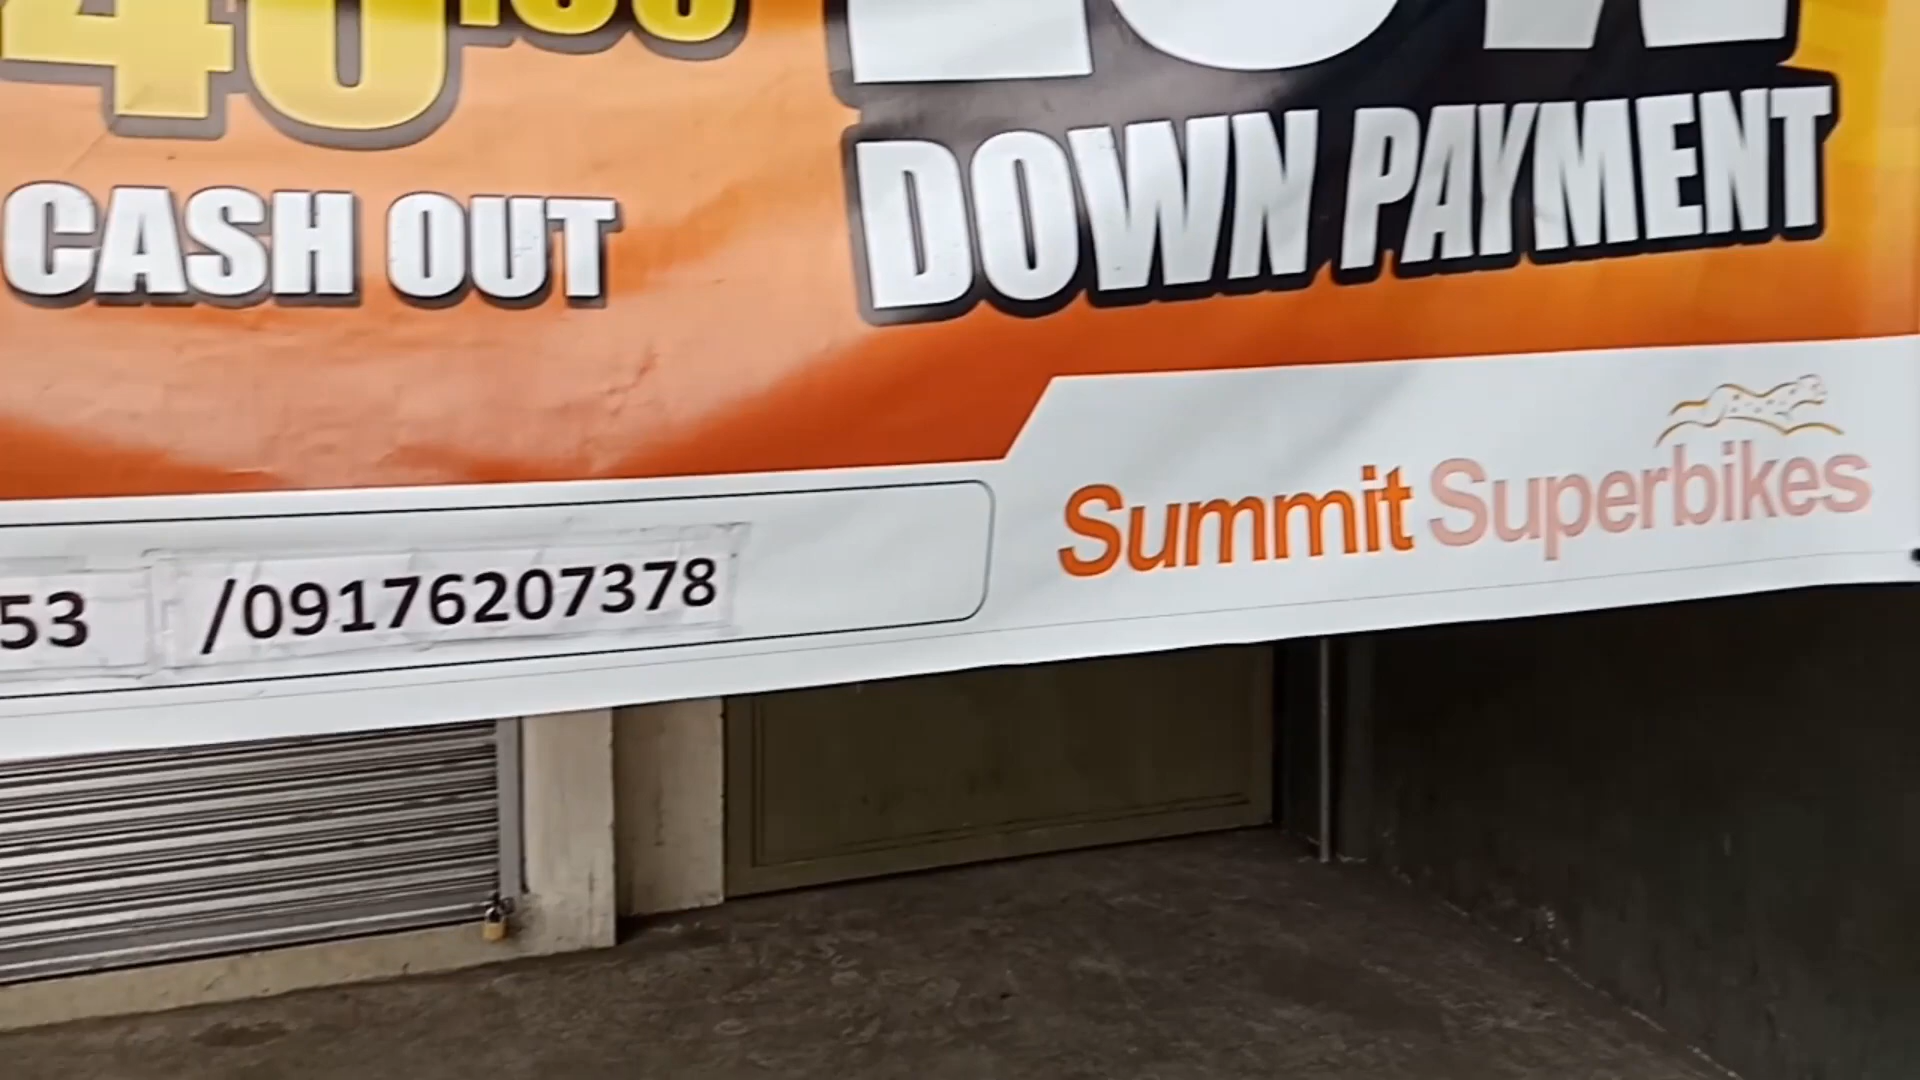 CASH OUT
DOWN PAYMENT
Summit Superbikes
53 /09176207378